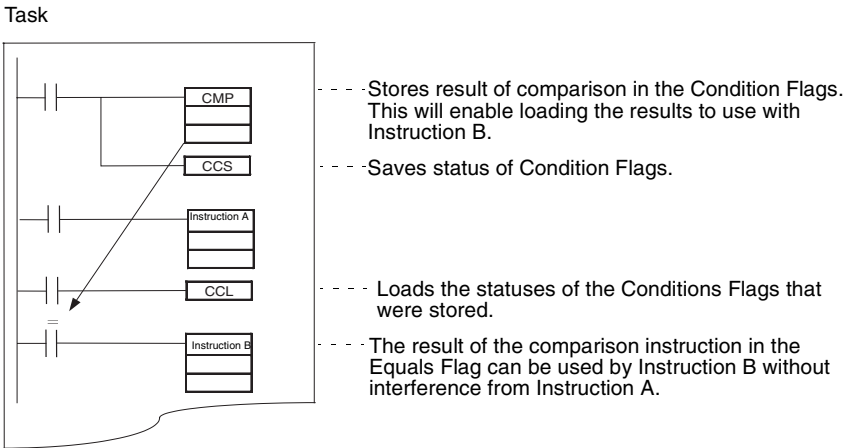 Task
CMP
Stores result of comparison in the Condition Flags.
This will enable loading the results to use with
Instruction B.
CCS
Saves status of Condition Flags.
Instruction A
CCL
Loads the statuses of the Conditions Flags that
were stored.
=
Instruction B
The result of the comparison instruction in the
Equals Flag can be used by Instruction B without
interference from Instruction A.